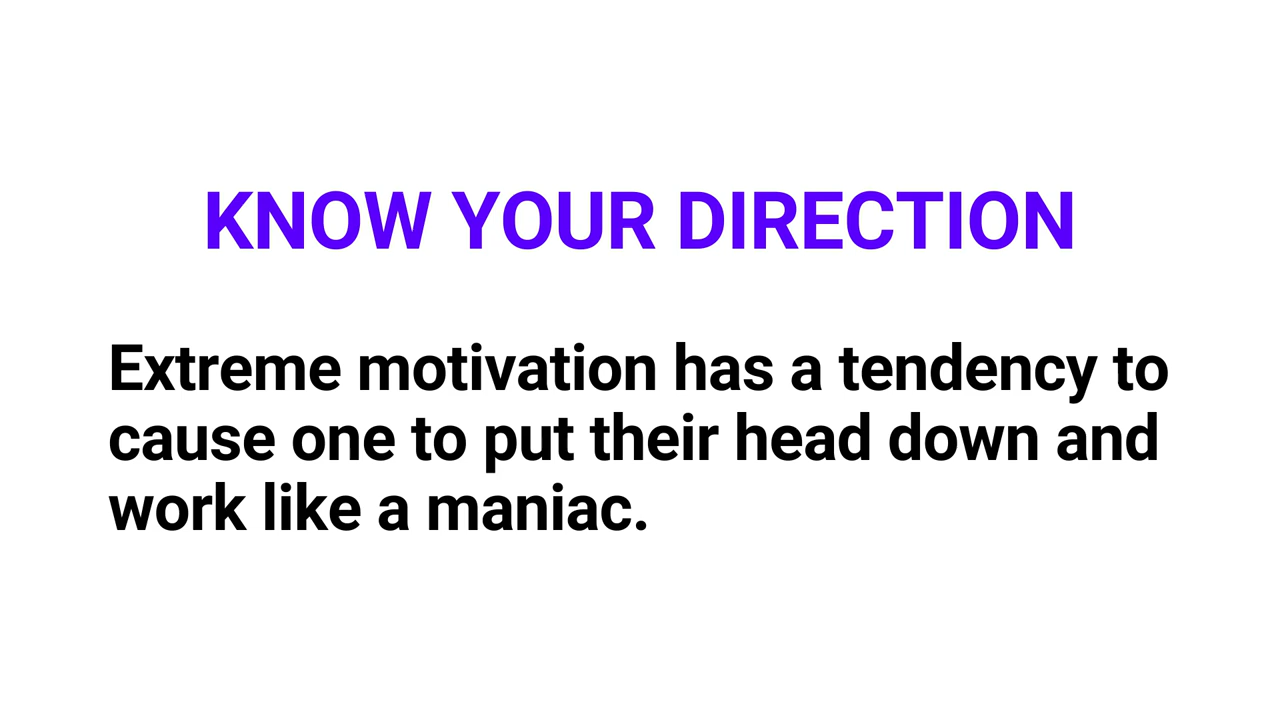 KNOW YOUR DIRECTION
Extreme motivation has a tendency to
cause one to put their head down and
work like a maniac.